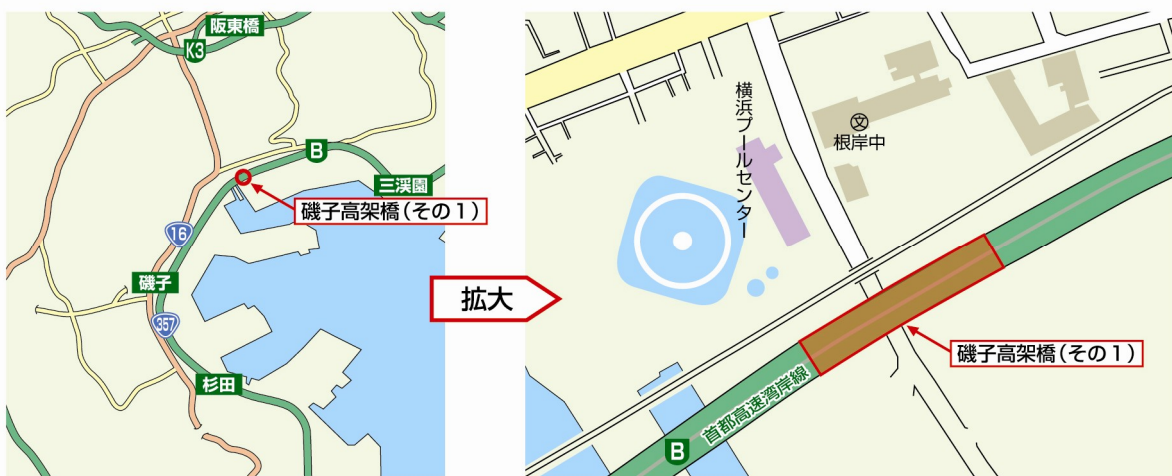 阪東橋
K3
B
三渓園
磯子高架橋(その1)
16
磯子
357
杉田
拡大
横浜プールセンター
文
根岸中
磯子高架橋(その1)
首都高速湾岸線
B